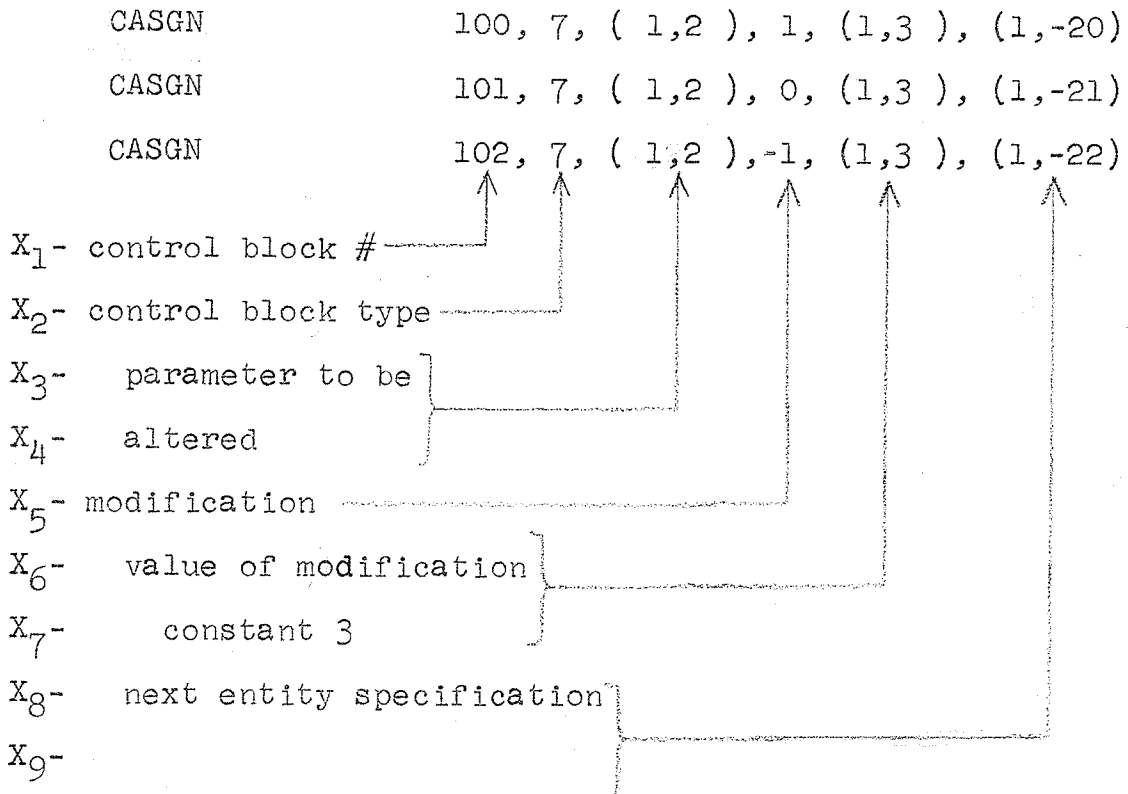 CASGN 100, 7, ( 1,2 ), 1, (1,3 ), (1,-20)
CASGN 101, 7, ( 1,2 ), 0, (1,3 ), (1,-21)
CASGN 102, 7, ( 1,2 ),-1, (1,3 ), (1,-22)
X₁- control block #
X₂- control block type
X₃- parameter to be
X₄- altered
X₅- modification
X₆- value of modification
X₇- constant 3
X₈- next entity specification
X₉-